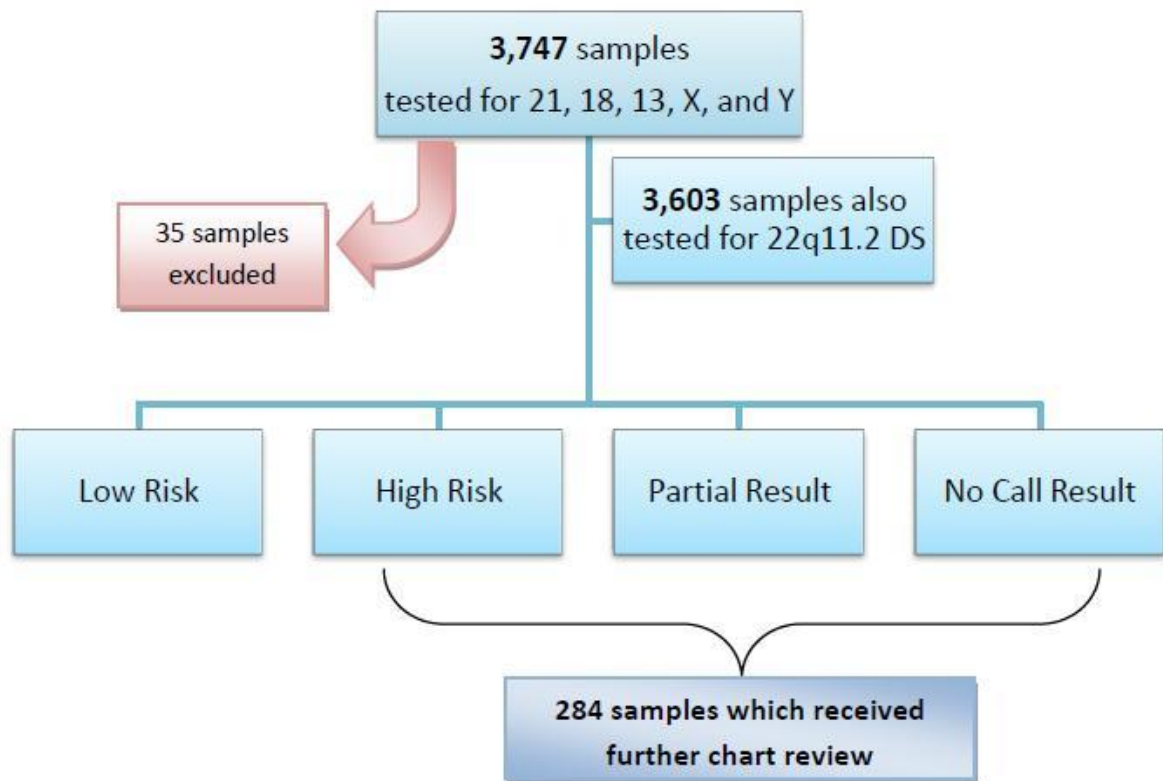 3,747 samples
tested for 21, 18, 13, X, and Y
35 samples
excluded
3,603 samples also
tested for 22q11.2 DS
Low Risk
High Risk
Partial Result
No Call Result
284 samples which received
further chart review